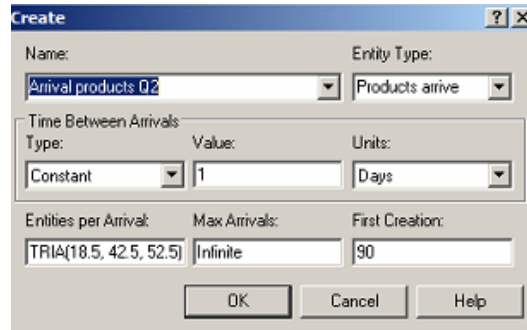 Create ? X
Name: Entity Type:
Arrival products Q2 Products arrive
Time Between Arrivals
Type: Value: Units:
Constant 1 Days
Entities per Arrival: Max Arrivals: First Creation:
TRIA(18.5, 42.5, 52.5) Infinite 90
OK Cancel Help